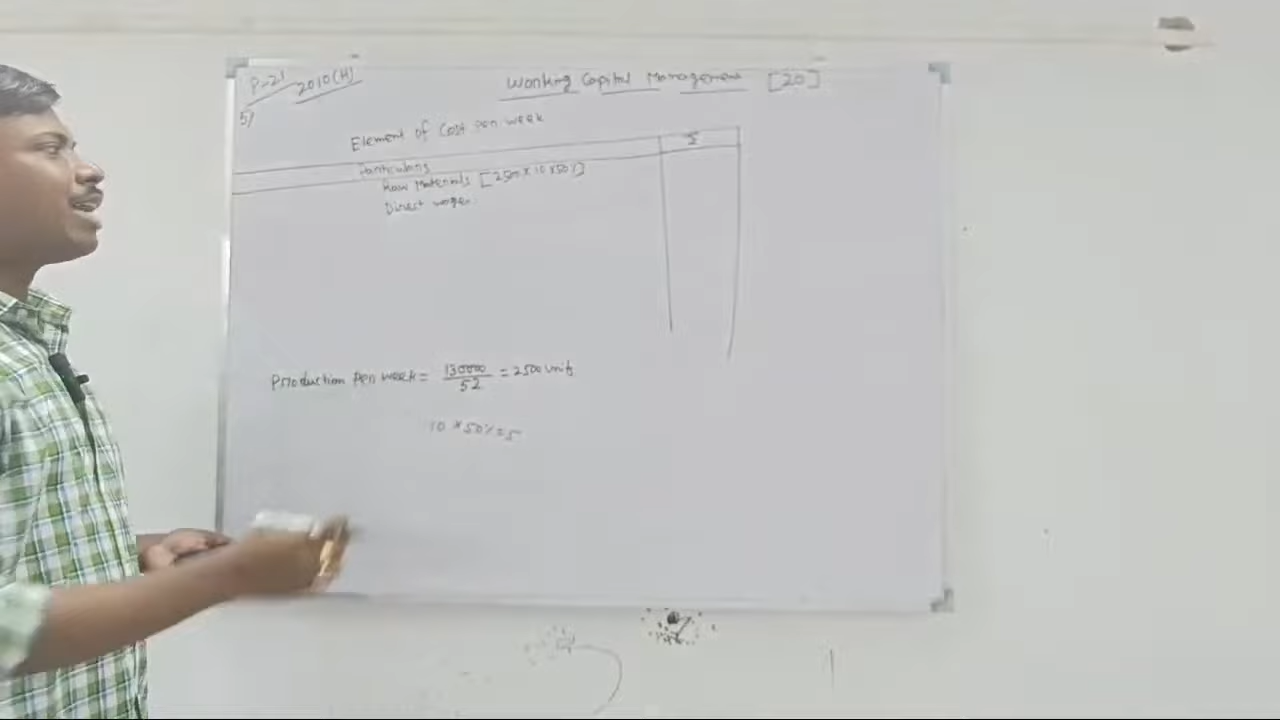 P-21 2010(H) Working Capital Management [20]
5)
Element of Cost per week
Particulars ₹
Raw Materials [2500 × 10 × 50%]
Direct wages
Production per week = 130000/52 = 2500 units
10 × 50% = 5